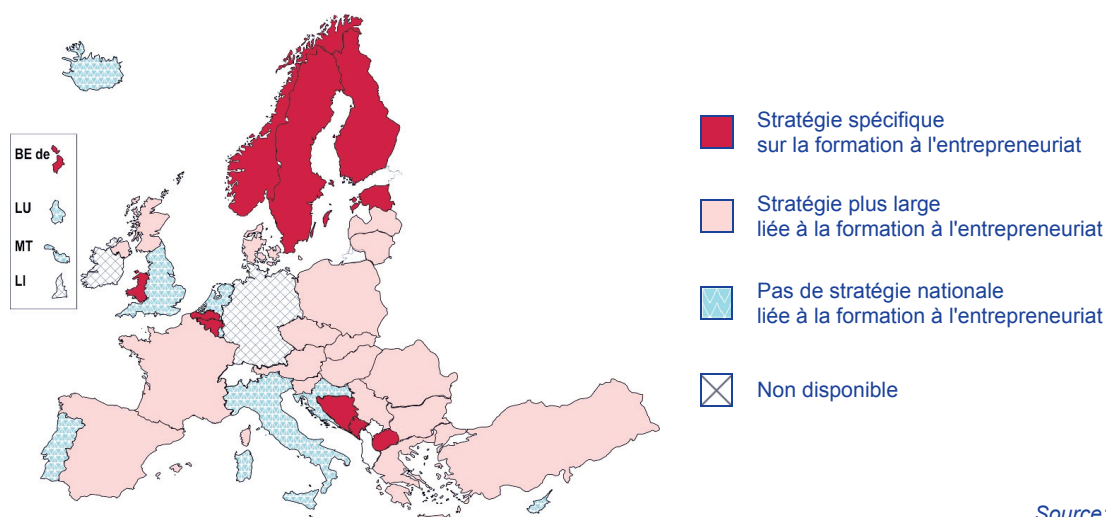 BE de
LU
MT
LI
Stratégie spécifique
sur la formation à l'entrepreneuriat
Stratégie plus large
liée à la formation à l'entrepreneuriat
Pas de stratégie nationale
liée à la formation à l'entrepreneuriat
Non disponible
Source: